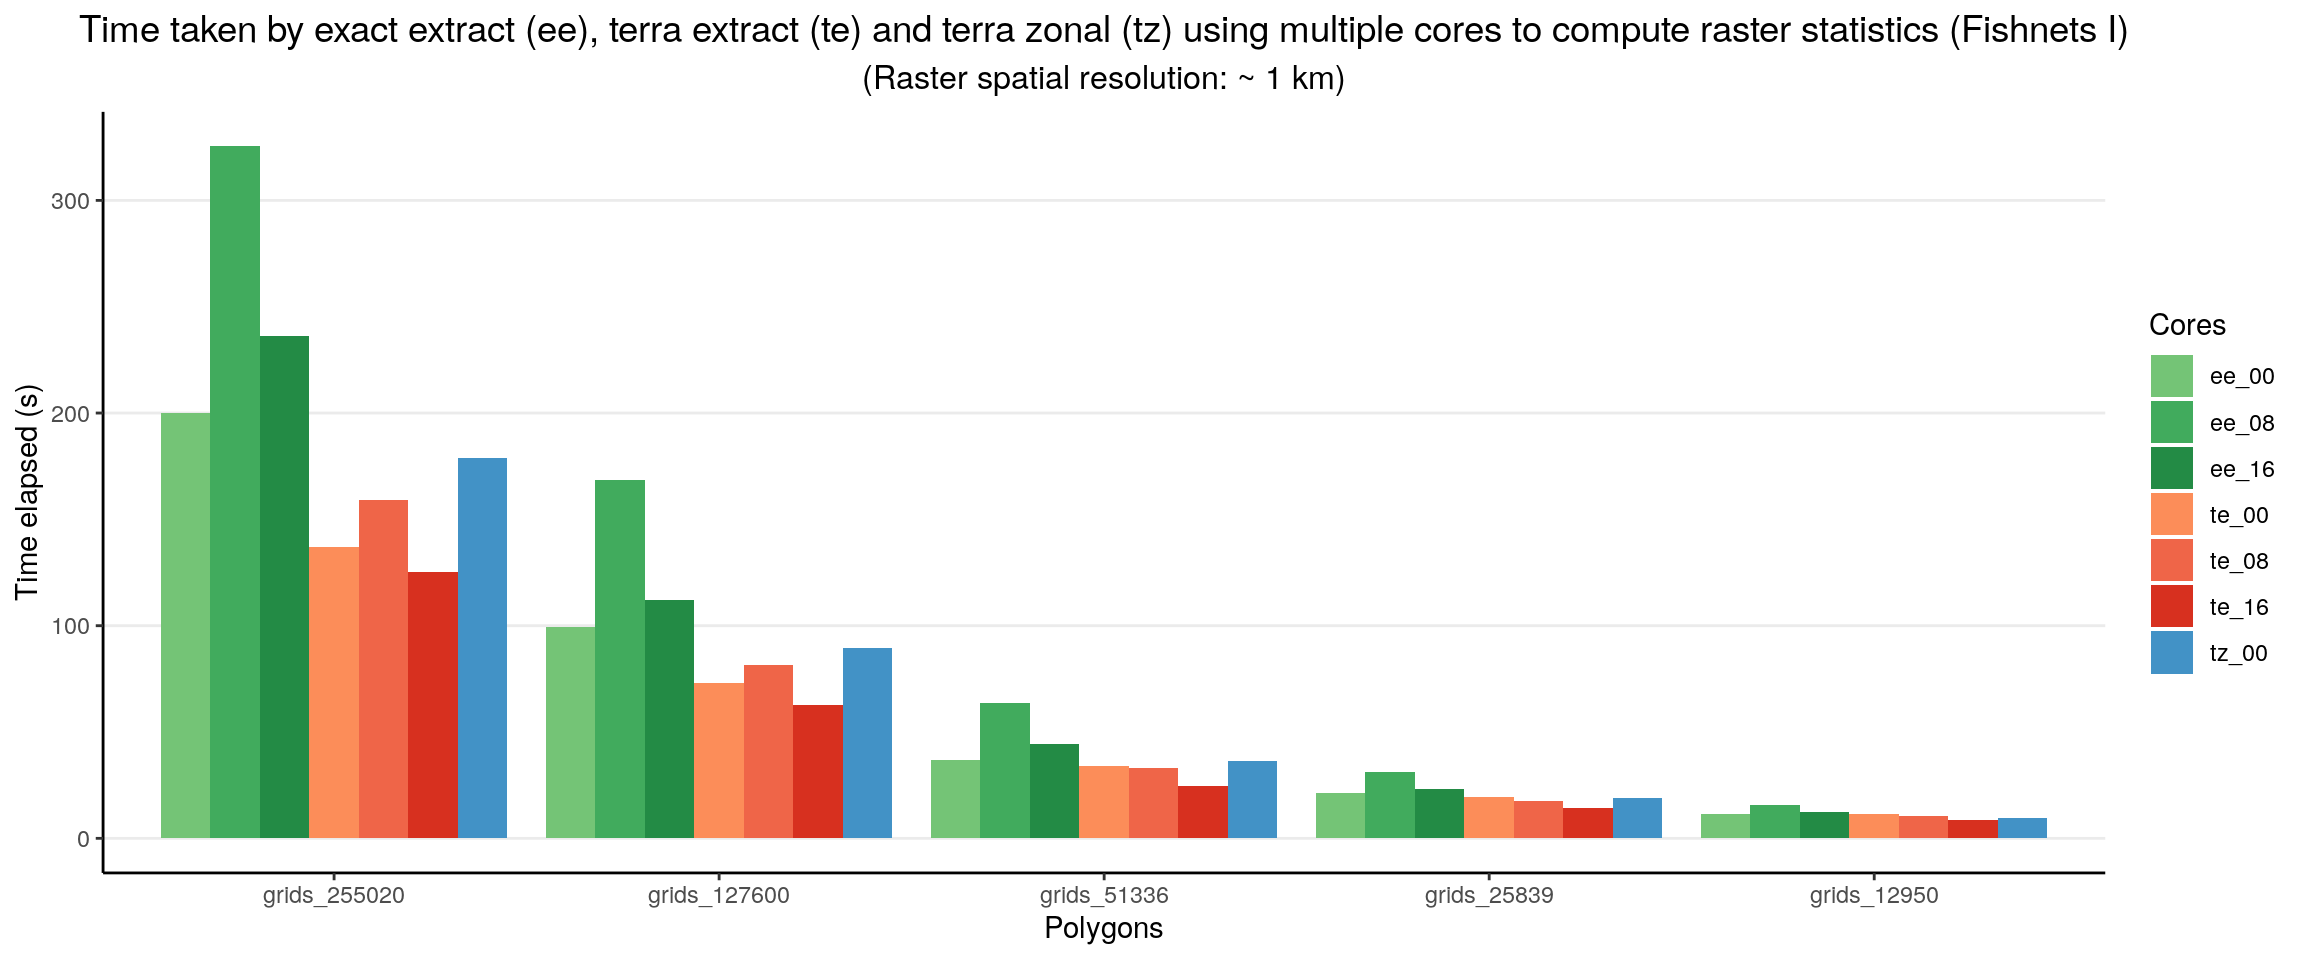 Time taken by exact extract (ee), terra extract (te) and terra zonal (tz) using multiple cores to compute raster statistics (Fishnets I)
(Raster spatial resolution: ~ 1 km)
Time elapsed (s)
300
200
100
0
grids_255020 grids_127600 grids_51336 grids_25839 grids_12950
Polygons
Cores
ee_00
ee_08
ee_16
te_00
te_08
te_16
tz_00